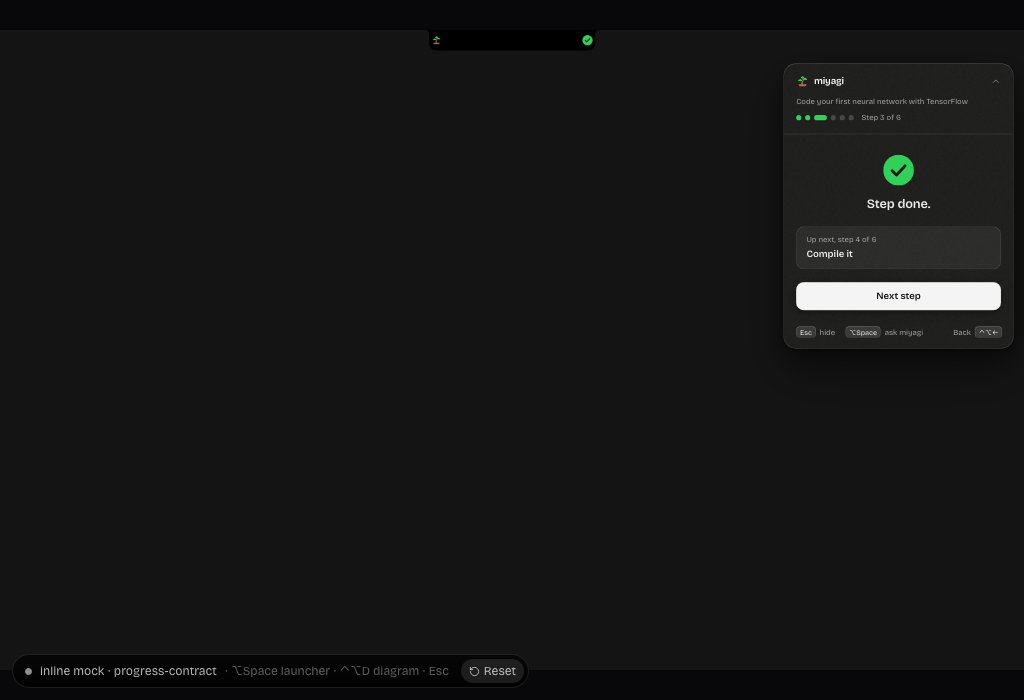 miyagi
Code your first neural network with TensorFlow
Step 3 of 6
Step done.
Up next, step 4 of 6
Compile it
Next step
Esc hide ⌥Space ask miyagi Back ⌃⌥←
inline mock · progress-contract · ⌥Space launcher · ⌃⌥D diagram · Esc Reset